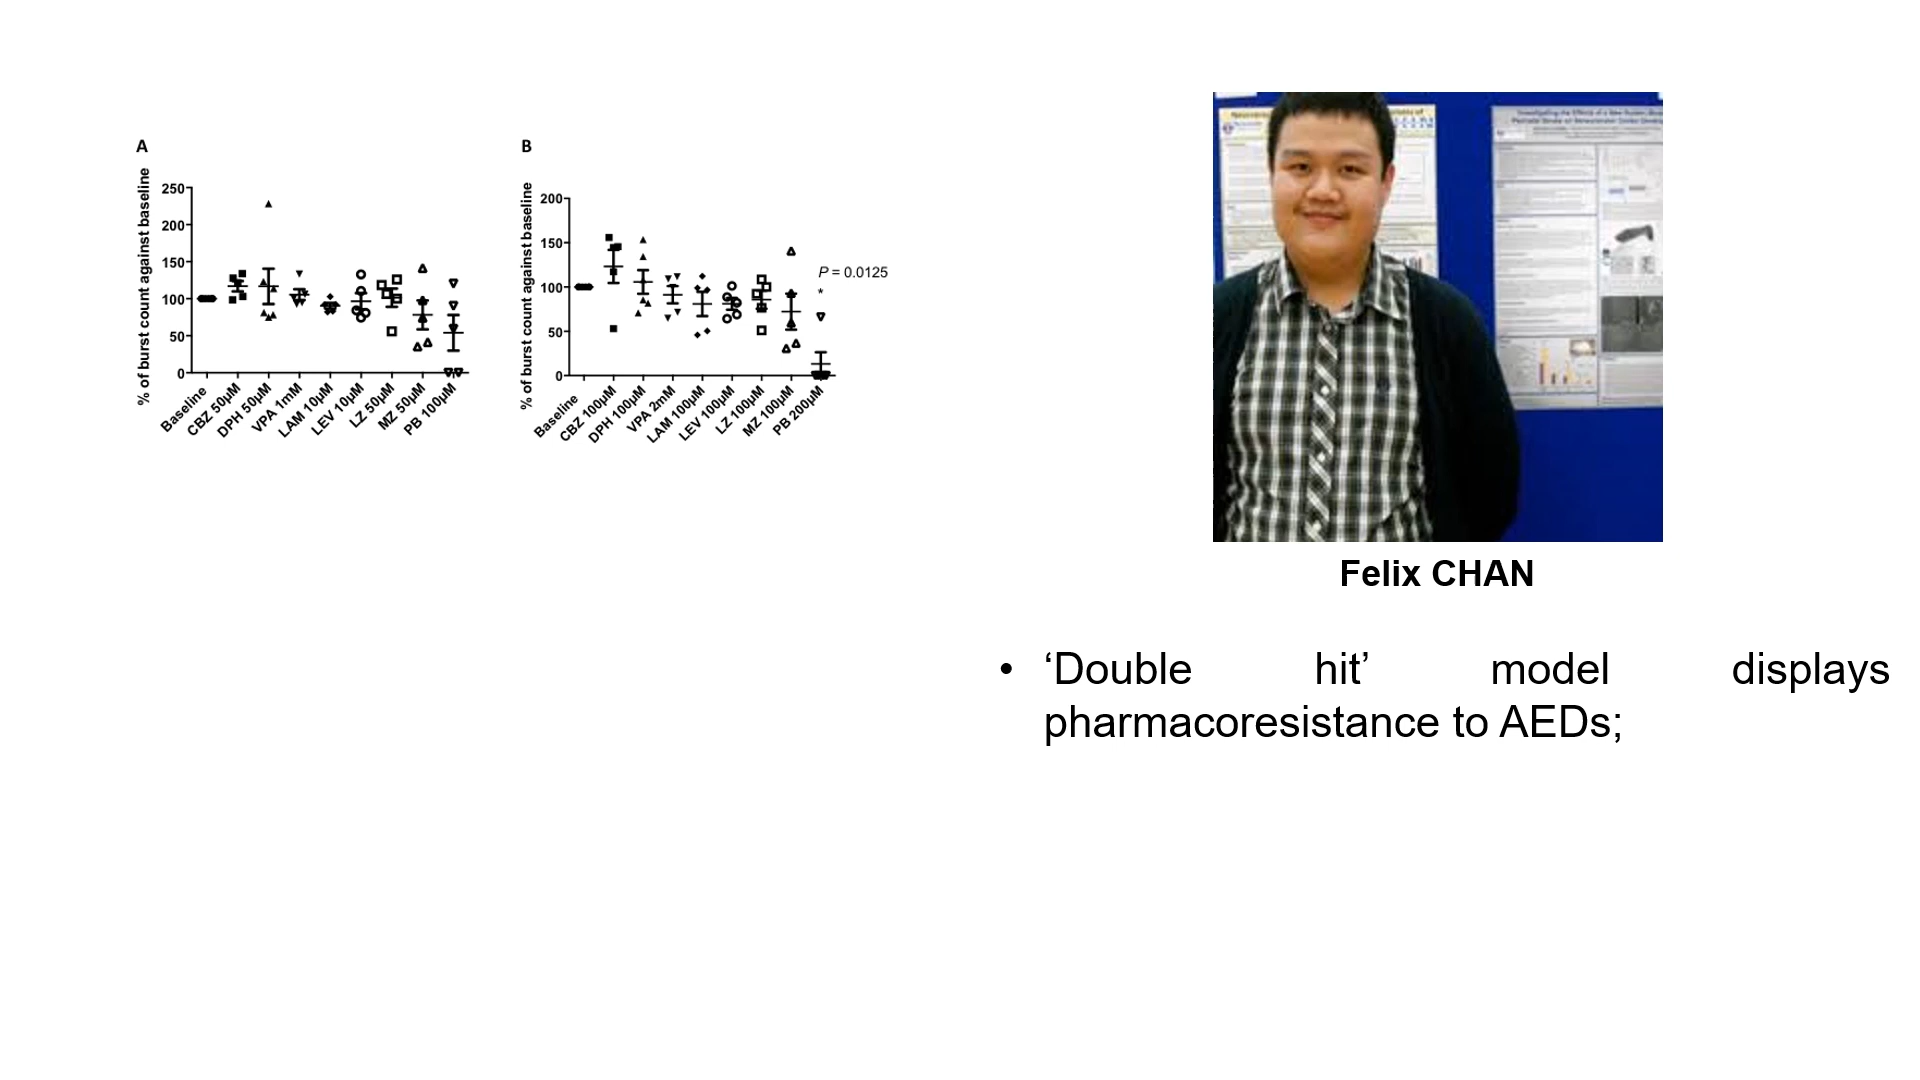 A
% of burst count against baseline
250
200
150
100
50
0
Baseline
CBZ 50µM
DPH 50µM
VPA 1mM
LAM 10µM
LEV 10µM
LZ 50µM
MZ 50µM
PB 100µM
B
% of burst count against baseline
200
150
100
50
0
P = 0.0125
*
Baseline
CBZ 100µM
DPH 100µM
VPA 2mM
LAM 100µM
LEV 100µM
LZ 100µM
MZ 100µM
PB 200µM
Felix CHAN
• ‘Double hit’ model displays
pharmacoresistance to AEDs;